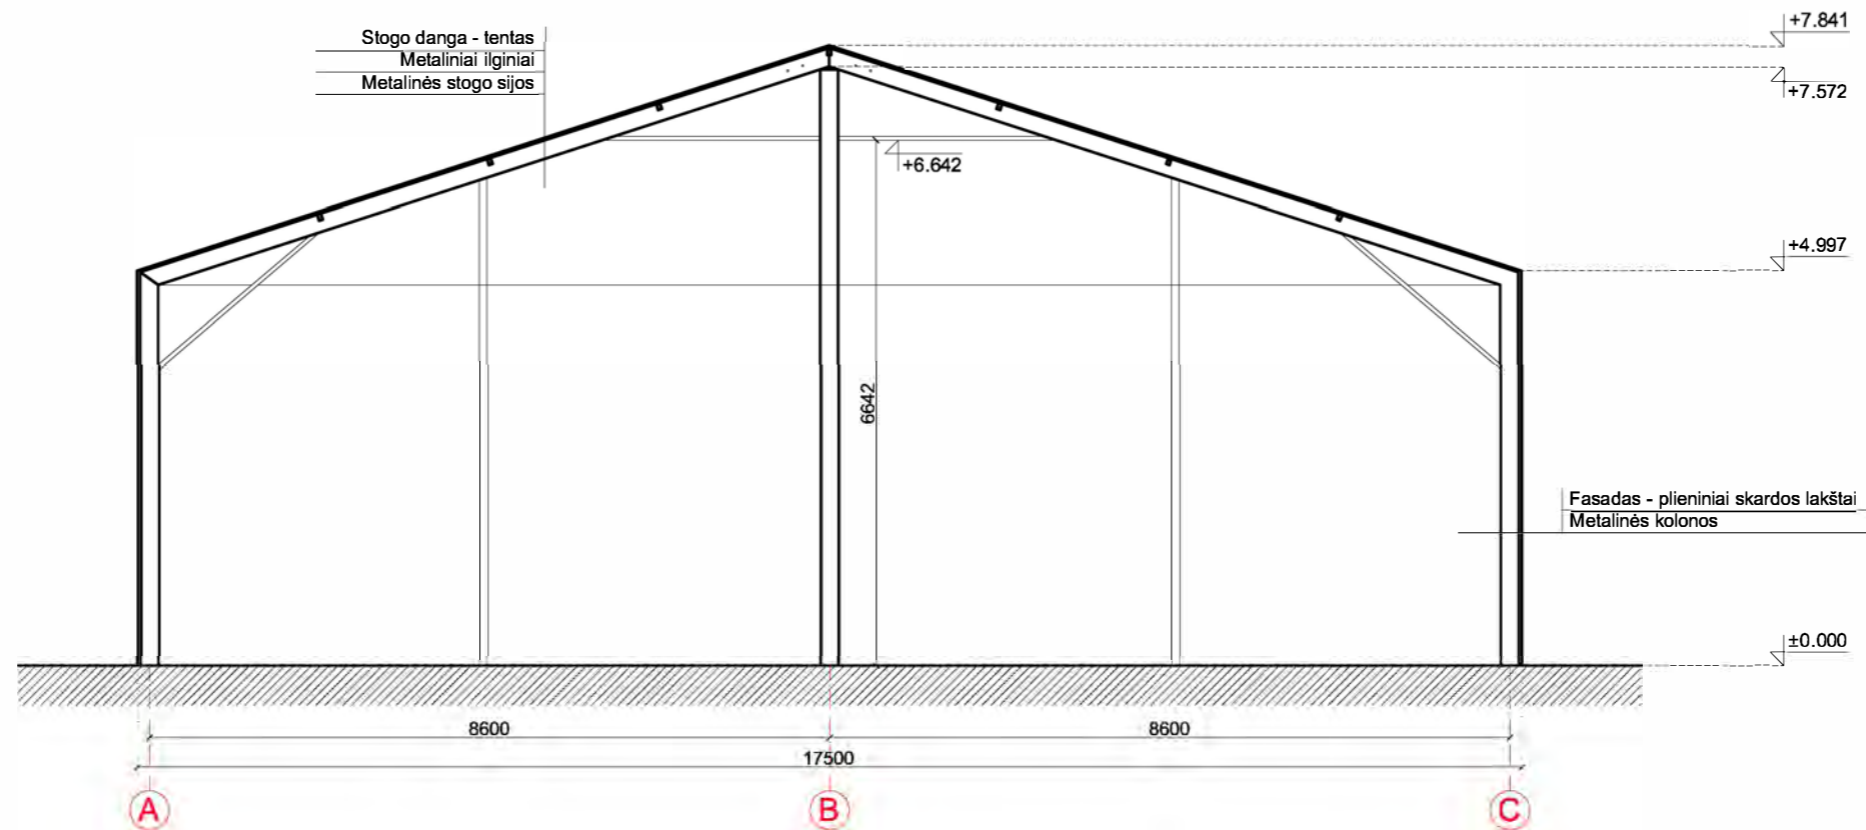 Stogo danga - tentas
Metaliniai ilginiai
Metalinės stogo sijos
+7.841
+7.572
+6.642
+4.997
6642
Fasadas - plieniniai skardos lakštai
Metalinės kolonos
±0.000
8600
8600
17500
A
B
C